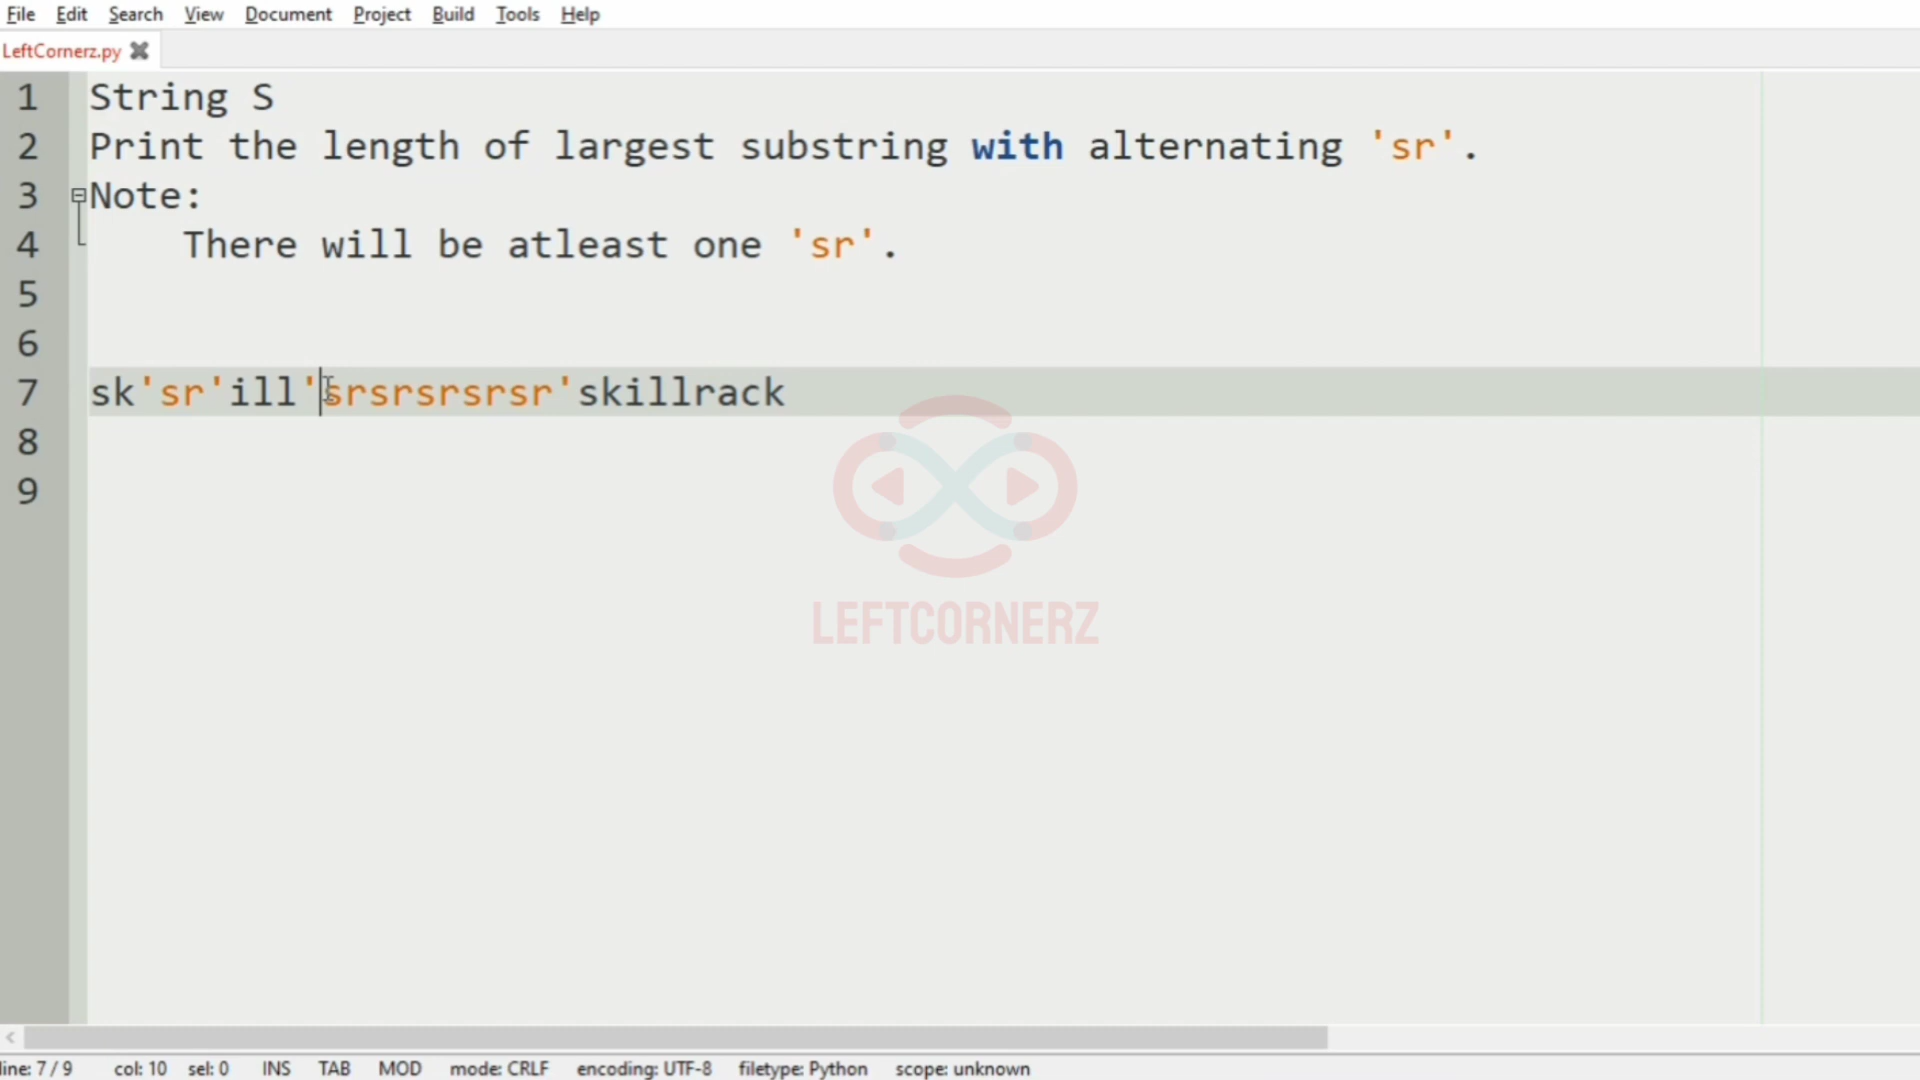 File Edit Search View Document Project Build Tools Help
LeftCornerz.py
1 String S
2 Print the length of largest substring with alternating 'sr'.
3 Note:
4 There will be atleast one 'sr'.
5
6
7 sk'sr'ill'srsrsrsrsr'skillrack
8
9
LEFTCORNERZ
line: 7 / 9 col: 10 sel: 0 INS TAB MOD mode: CRLF encoding: UTF-8 filetype: Python scope: unknown